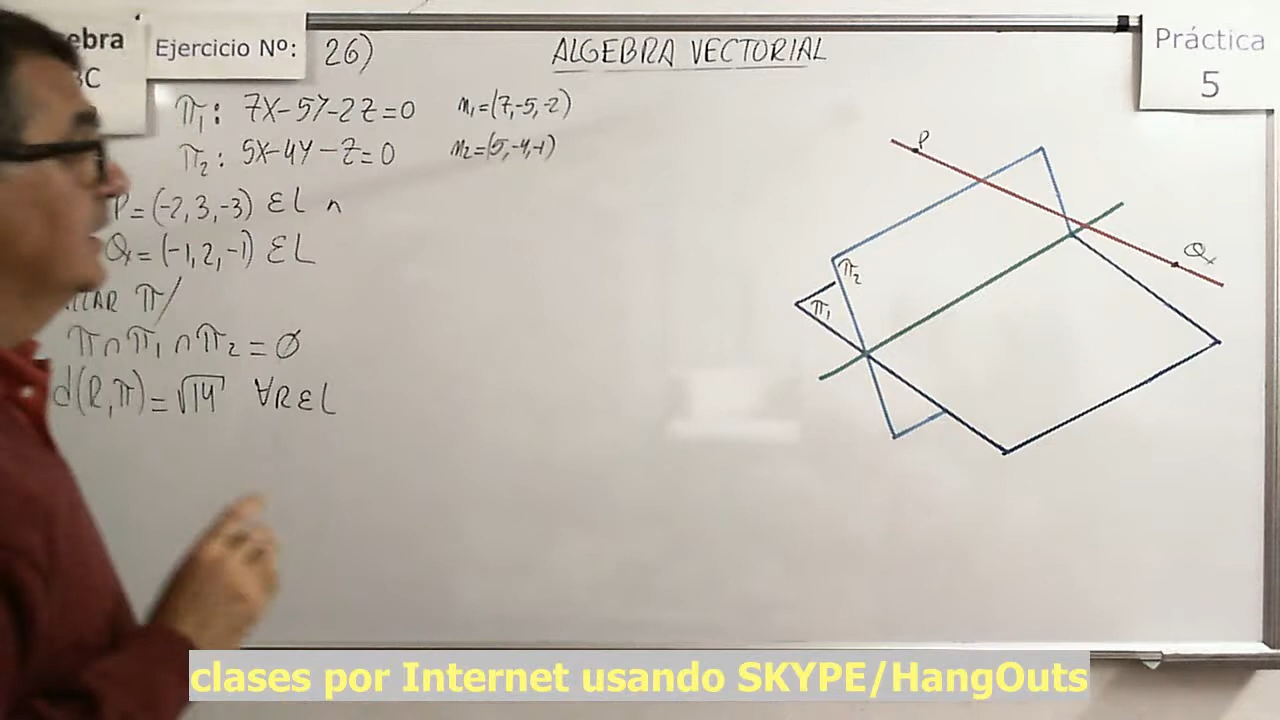 ebra
C
Ejercicio Nº:
26)
ALGEBRA VECTORIAL
Práctica
5
π₁: 7X-5Y-2Z=0 n₁=(7,-5,-2)
π₂: 5X-4Y-Z=0 n₂=(5,-4,-1)
P=(-2,3,-3) ∈ L ∩
Q=(-1,2,-1) ∈ L
LLAR π/
π∩π₁∩π₂=∅
d(R,π)=√14 ∀R∈L
P
Q
π₂
π₁
clases por Internet usando SKYPE/HangOuts